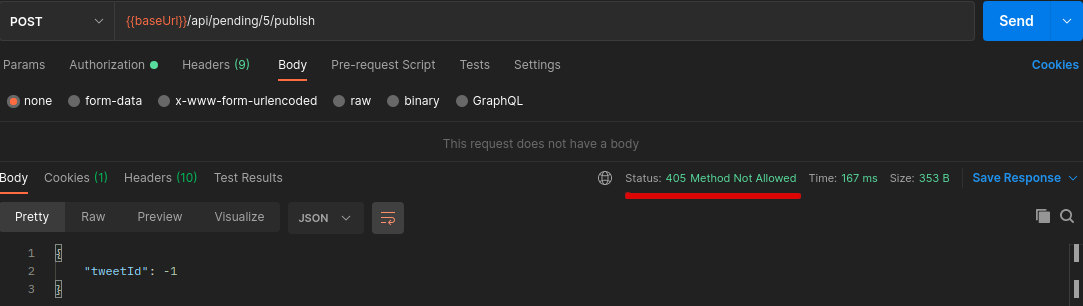 POST {{baseUrl}}/api/pending/5/publish Send
Params Authorization Headers (9) Body Pre-request Script Tests Settings Cookies
none form-data x-www-form-urlencoded raw binary GraphQL
This request does not have a body
Body Cookies (1) Headers (10) Test Results Status: 405 Method Not Allowed Time: 167 ms Size: 353 B Save Response
Pretty Raw Preview Visualize JSON
1 {
2 "tweetId": -1
3 }